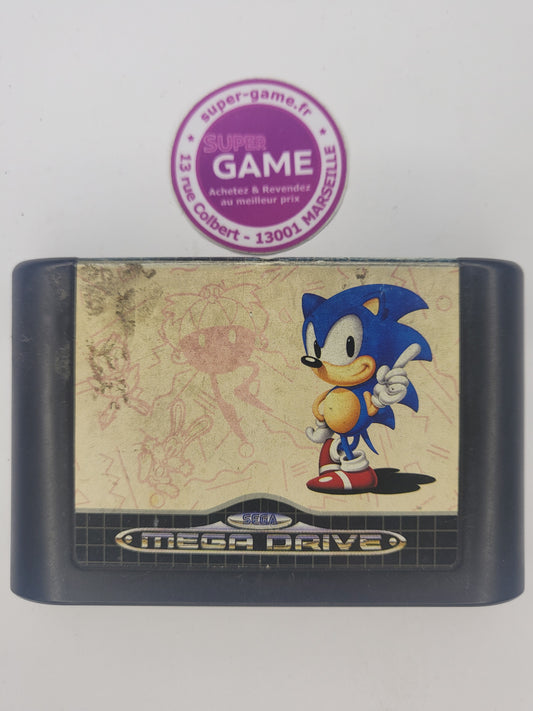 * super-game.fr *
SUPER
GAME
Achetez & Revendez
au meilleur prix
13 rue Colbert - 13001 MARSEILLE
SEGA
MEGA DRIVE